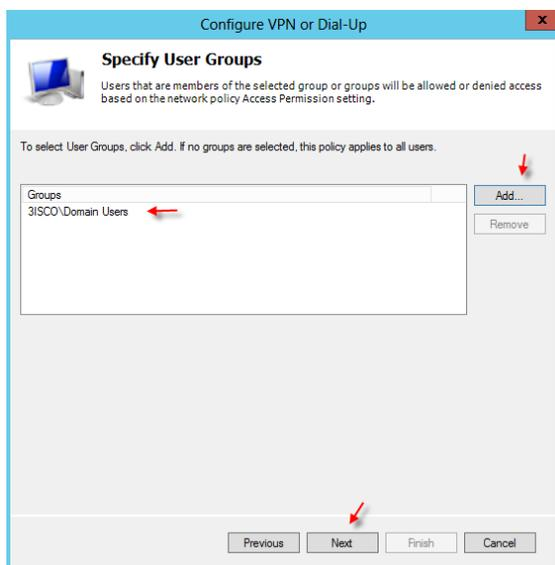 Configure VPN or Dial-Up
x
Specify User Groups
Users that are members of the selected group or groups will be allowed or denied access
based on the network policy Access Permission setting.
To select User Groups, click Add. If no groups are selected, this policy applies to all users.
Groups
3ISCO\Domain Users
Add...
Remove
Previous
Next
Finish
Cancel